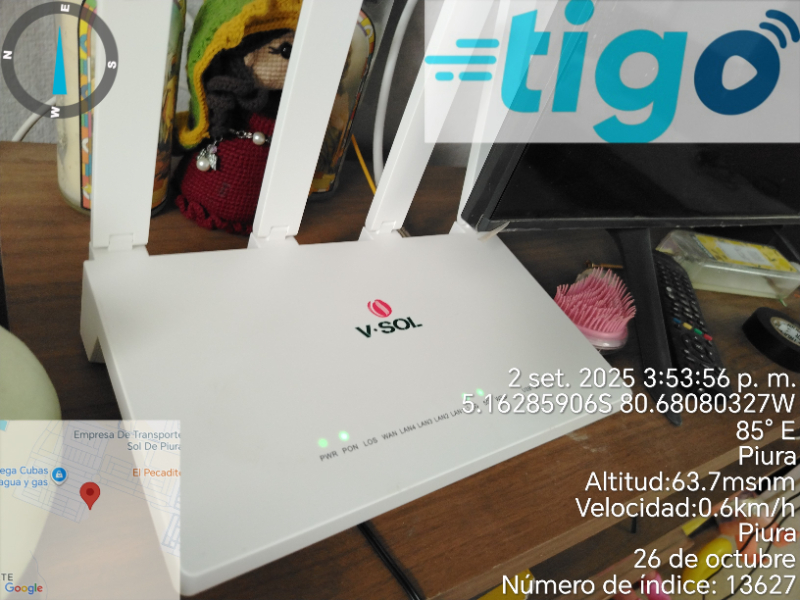 N
E
S
W
tigo
V·SOL
PWR PON LOS WAN LAN4 LAN3 LAN2 LAN1
2 set. 2025 3:53:56 p. m.
5.16285906S 80.68080327W
85° E
Piura
Altitud:63.7msnm
Velocidad:0.6km/h
Piura
26 de octubre
Número de índice: 13627
Empresa De Transporte
Sol De Piura
El Pecadito
ega Cubas
agua y gas
TE
Google